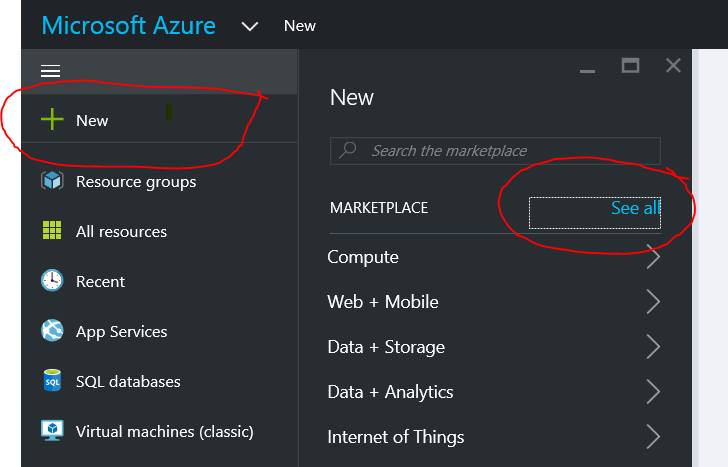 Microsoft Azure New
New
Resource groups
All resources
Recent
App Services
SQL databases
Virtual machines (classic)
New
Search the marketplace
MARKETPLACE See all
Compute
Web + Mobile
Data + Storage
Data + Analytics
Internet of Things